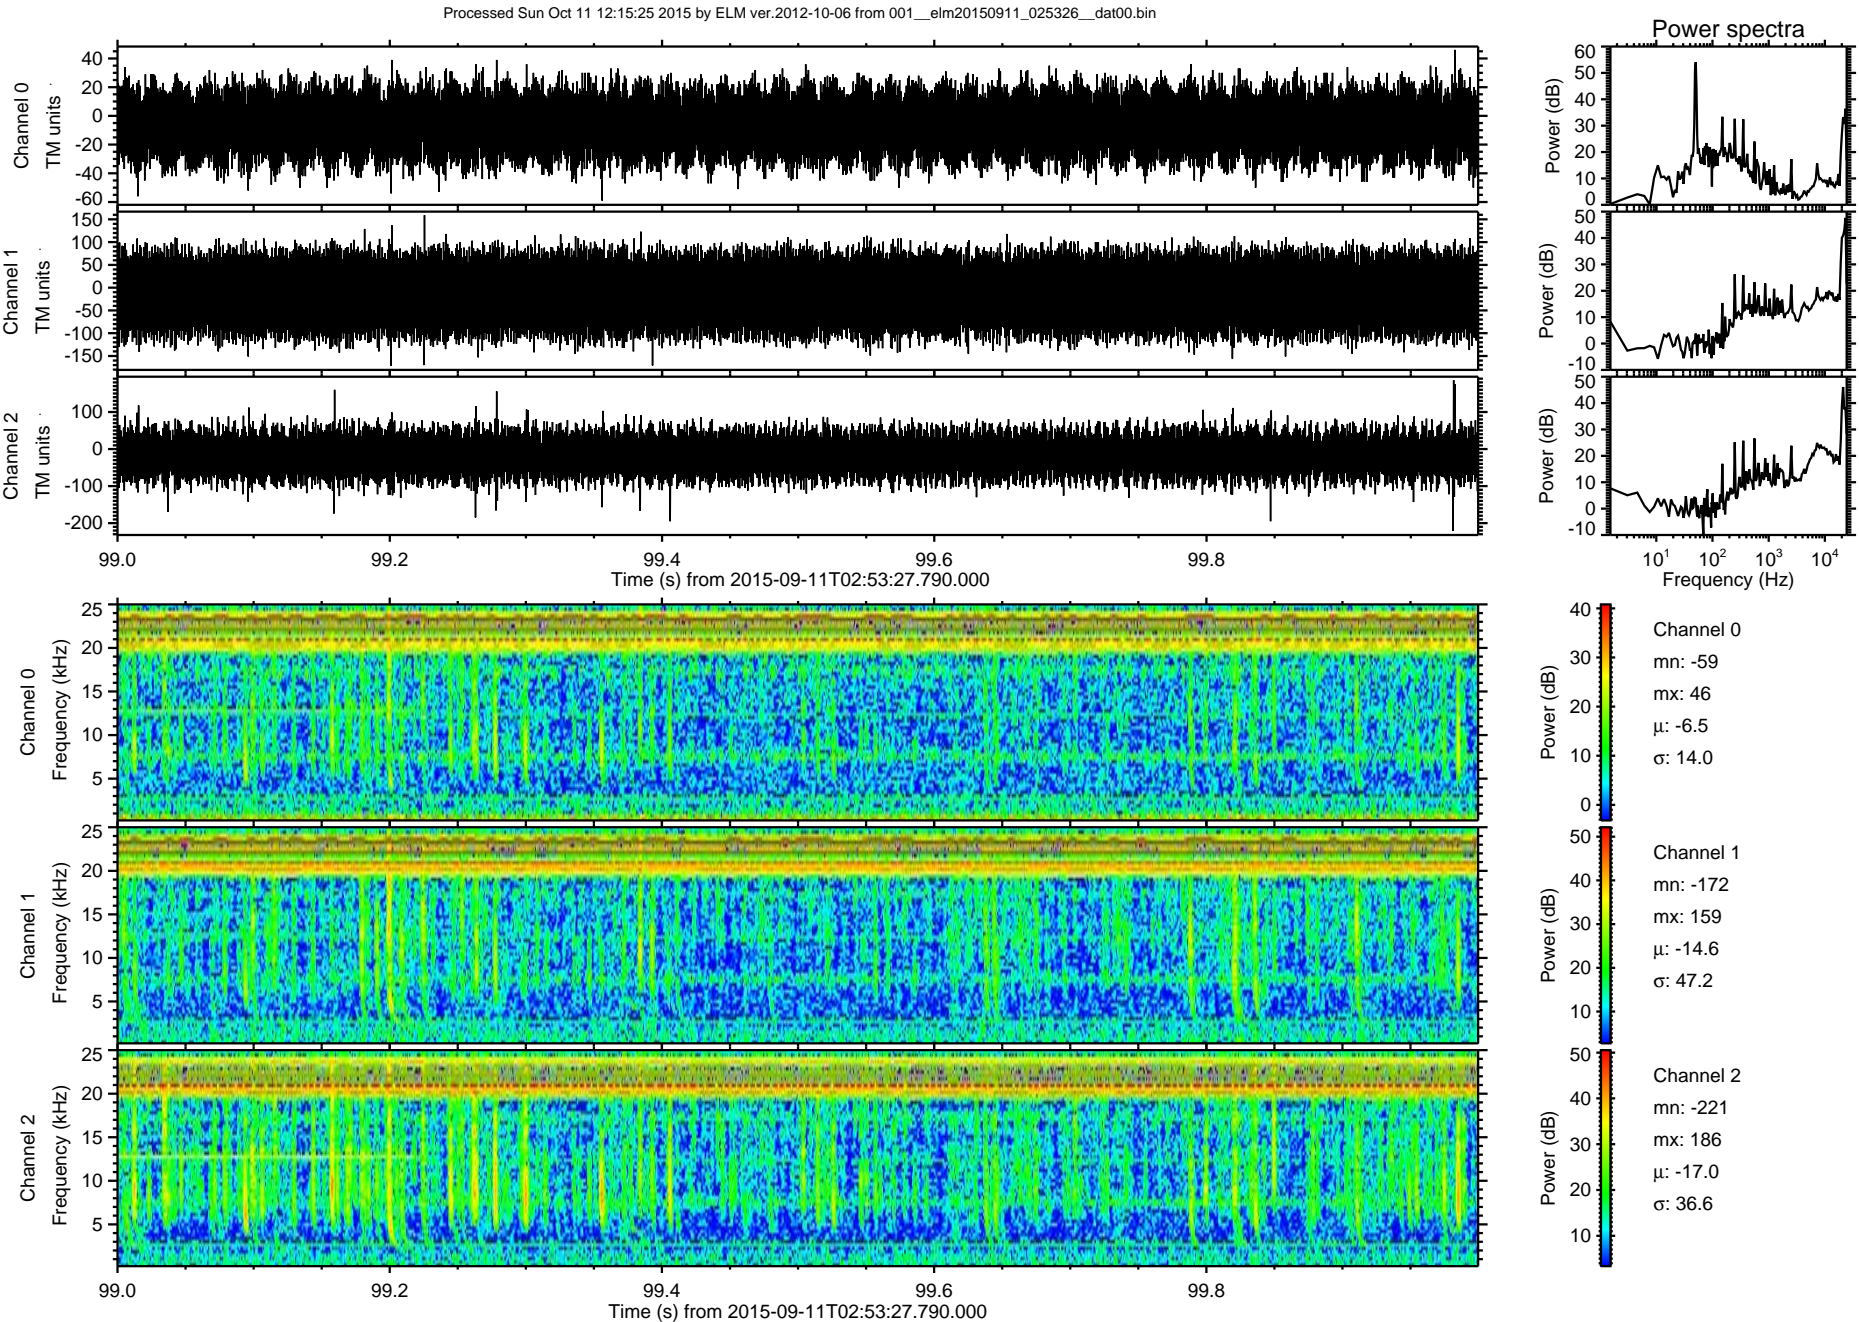 Processed Sun Oct 11 12:15:25 2015 by ELM ver.2012-10-06 from 001__elm20150911_025326__dat00.bin
Power spectra
Channel 0
TM units
40
20
0
-20
-40
-60
Power (dB)
60
50
40
30
20
10
0
Channel 1
TM units
150
100
50
0
-50
-100
-150
Power (dB)
50
40
30
20
10
0
-10
Channel 2
TM units
100
0
-100
-200
Power (dB)
50
40
30
20
10
0
-10
99.0 99.2 99.4 99.6 99.8
Time (s) from 2015-09-11T02:53:27.790.000
10¹ 10² 10³ 10⁴
Frequency (Hz)
Channel 0
Frequency (kHz)
25
20
15
10
5
Power (dB)
40
30
20
10
0
Channel 0
mn: -59
mx: 46
μ: -6.5
σ: 14.0
Channel 1
Frequency (kHz)
25
20
15
10
5
Power (dB)
50
40
30
20
10
Channel 1
mn: -172
mx: 159
μ: -14.6
σ: 47.2
Channel 2
Frequency (kHz)
25
20
15
10
5
Power (dB)
50
40
30
20
10
Channel 2
mn: -221
mx: 186
μ: -17.0
σ: 36.6
99.0 99.2 99.4 99.6 99.8
Time (s) from 2015-09-11T02:53:27.790.000